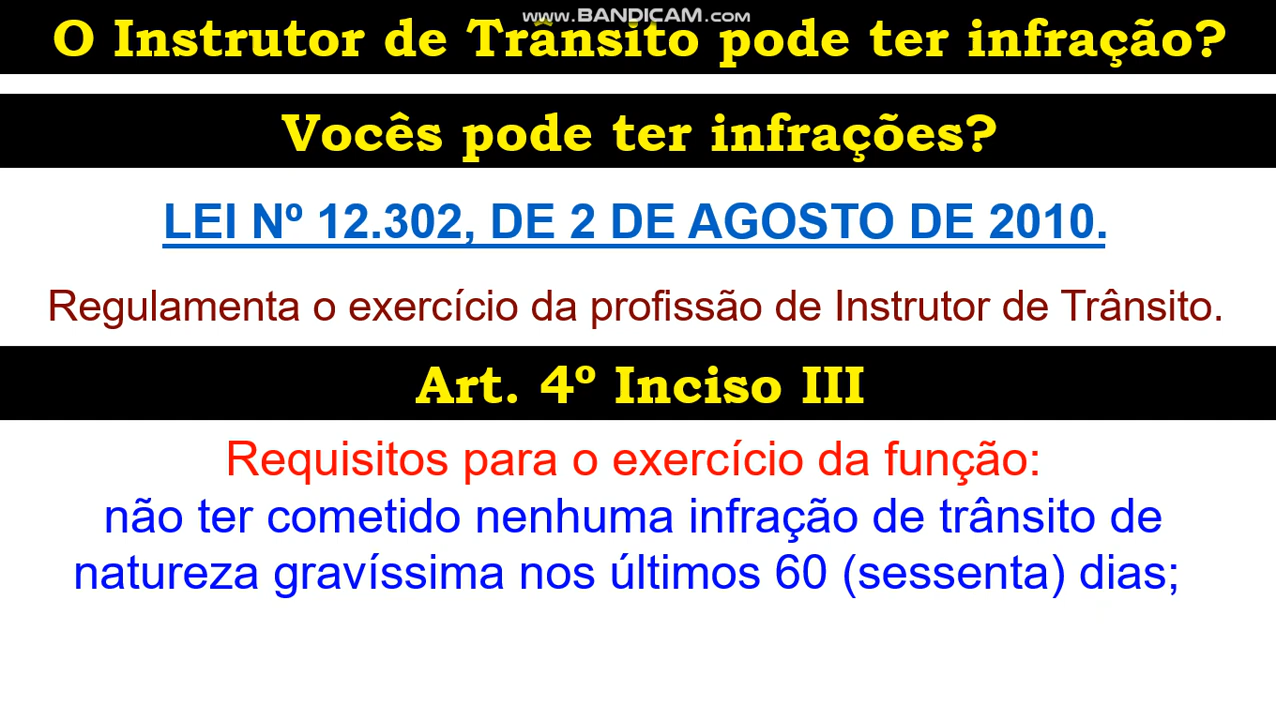 www.BANDICAM.com
O Instrutor de Trânsito pode ter infração?
Vocês pode ter infrações?
LEI Nº 12.302, DE 2 DE AGOSTO DE 2010.
Regulamenta o exercício da profissão de Instrutor de Trânsito.
Art. 4º Inciso III
Requisitos para o exercício da função:
não ter cometido nenhuma infração de trânsito de
natureza gravíssima nos últimos 60 (sessenta) dias;